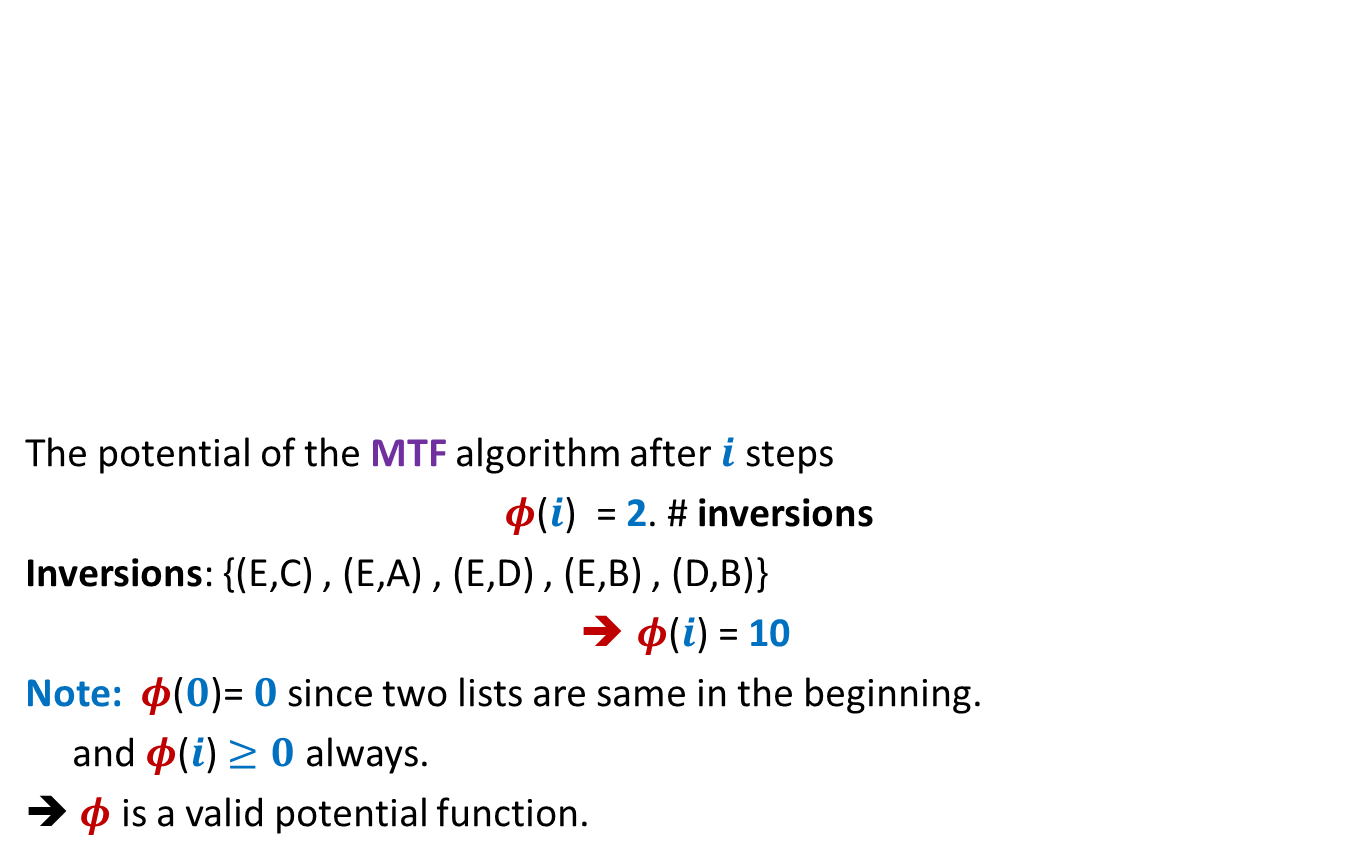 The potential of the MTF algorithm after i steps
ϕ(i) = 2. # inversions
Inversions: {(E,C) , (E,A) , (E,D) , (E,B) , (D,B)}
➔ ϕ(i) = 10
Note: ϕ(0)= 0 since two lists are same in the beginning.
and ϕ(i) ≥ 0 always.
➔ ϕ is a valid potential function.